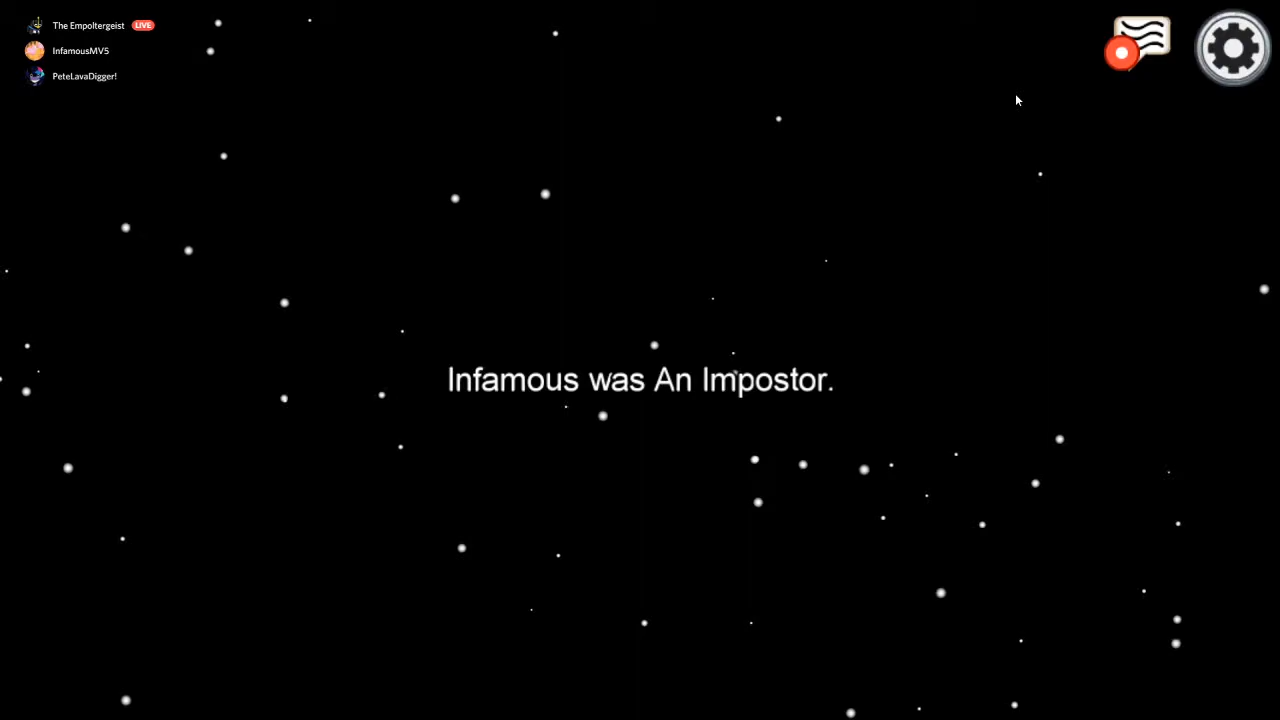 The Empoltergeist LIVE
InfamousMV5
PeteLavaDigger!
Infamous was An Impostor.